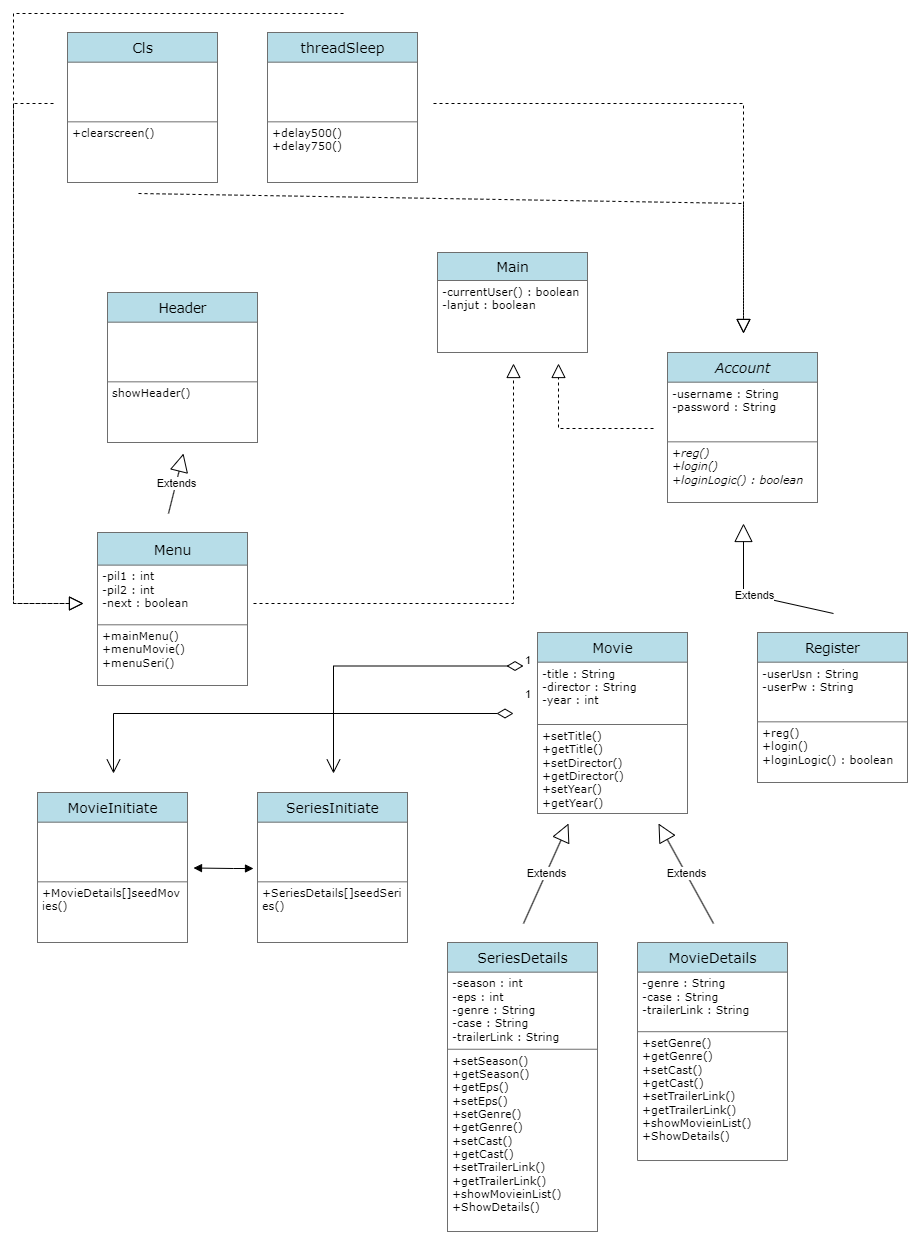 Cls
+clearscreen()
threadSleep
+delay500()
+delay750()
Main
-currentUser() : boolean
-lanjut : boolean
Header
showHeader()
Account
-username : String
-password : String
+reg()
+login()
+loginLogic() : boolean
Extends
Menu
-pil1 : int
-pil2 : int
-next : boolean
+mainMenu()
+menuMovie()
+menuSeri()
Extends
Movie
-title : String
-director : String
-year : int
+setTitle()
+getTitle()
+setDirector()
+getDirector()
+setYear()
+getYear()
1
1
Register
-userUsn : String
-userPw : String
+reg()
+login()
+loginLogic() : boolean
MovieInitiate
+MovieDetails[]seedMov
ies()
SeriesInitiate
+SeriesDetails[]seedSeri
es()
Extends
Extends
SeriesDetails
-season : int
-eps : int
-genre : String
-case : String
-trailerLink : String
+setSeason()
+getSeason()
+getEps()
+setEps()
+setGenre()
+getGenre()
+setCast()
+getCast()
+setTrailerLink()
+getTrailerLink()
+showMovieinList()
+ShowDetails()
MovieDetails
-genre : String
-case : String
-trailerLink : String
+setGenre()
+getGenre()
+setCast()
+getCast()
+setTrailerLink()
+getTrailerLink()
+showMovieinList()
+ShowDetails()